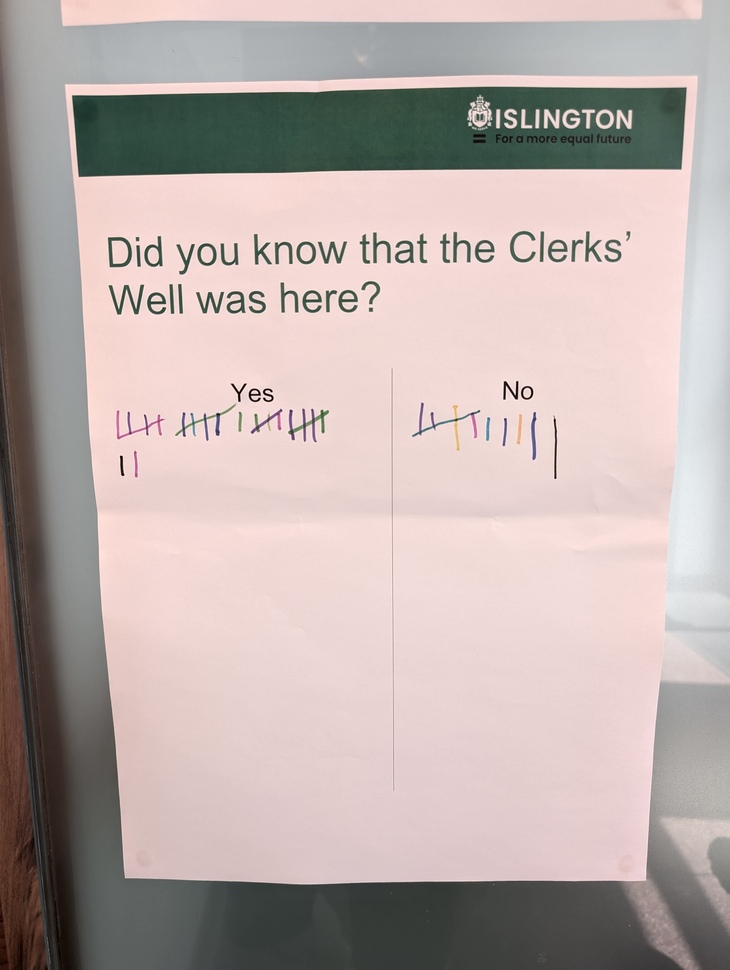 ISLINGTON
For a more equal future
Did you know that the Clerks’
Well was here?
Yes
No